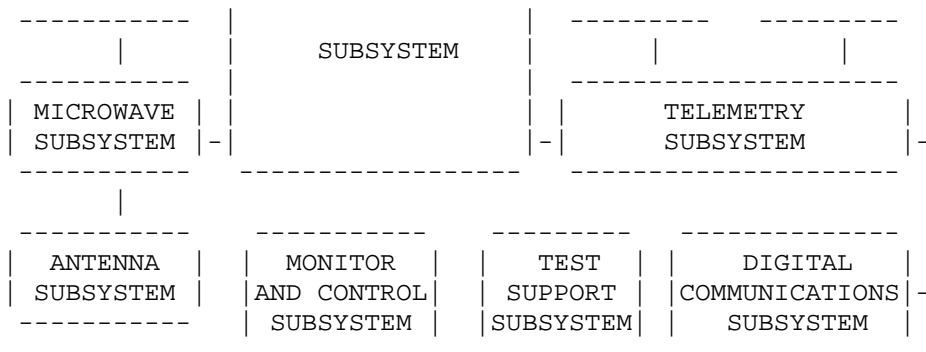 SUBSYSTEM
MICROWAVE TELEMETRY
SUBSYSTEM SUBSYSTEM
ANTENNA MONITOR TEST DIGITAL
SUBSYSTEM AND CONTROL SUPPORT COMMUNICATIONS
SUBSYSTEM SUBSYSTEM SUBSYSTEM